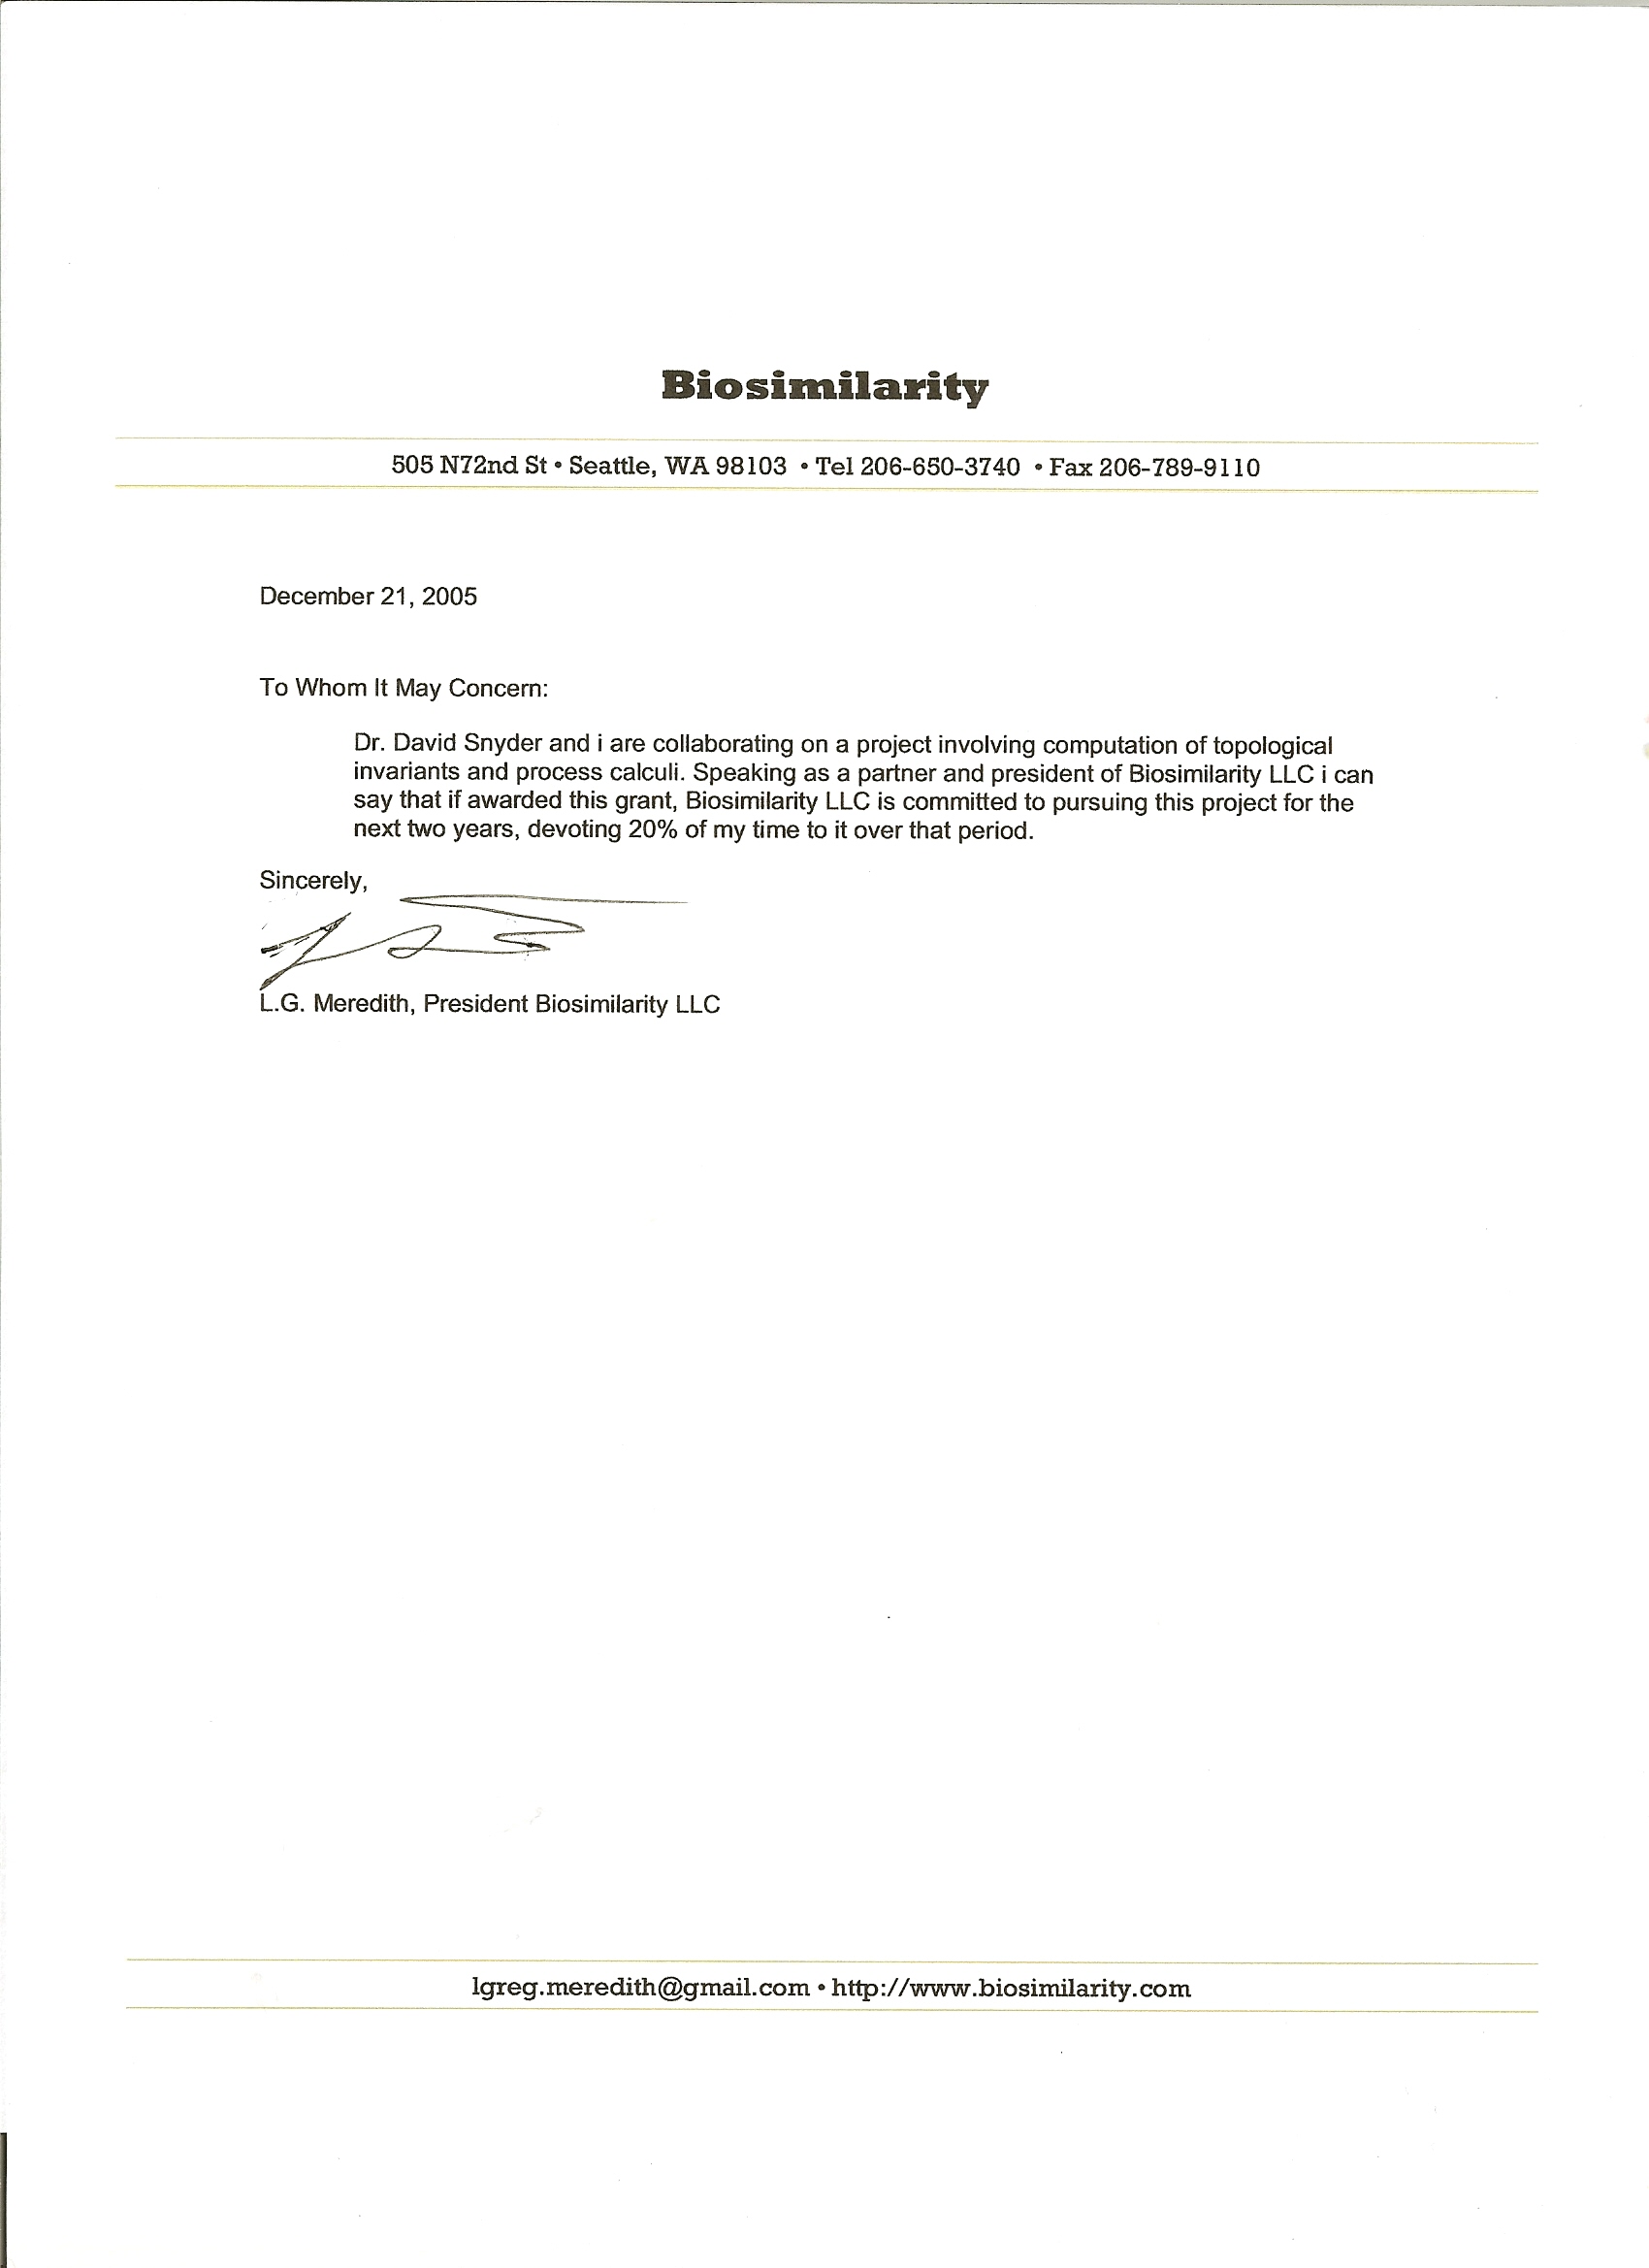 Biosimilarity
505 N72nd St • Seattle, WA 98103 • Tel 206-650-3740 • Fax 206-789-9110
December 21, 2005
To Whom It May Concern:
Dr. David Snyder and i are collaborating on a project involving computation of topological
invariants and process calculi. Speaking as a partner and president of Biosimilarity LLC i can
say that if awarded this grant, Biosimilarity LLC is committed to pursuing this project for the
next two years, devoting 20% of my time to it over that period.
Sincerely,
L.G. Meredith, President Biosimilarity LLC
lgreg.meredith@gmail.com • http://www.biosimilarity.com